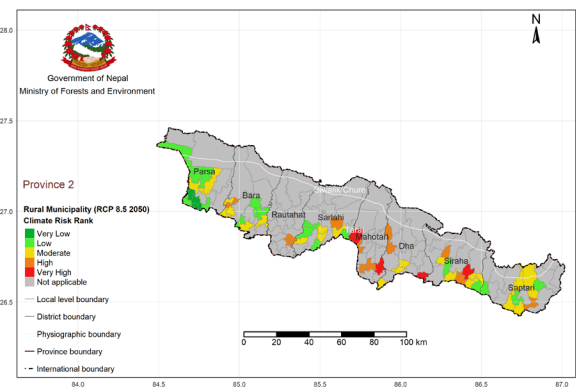 28.0
27.5
27.0
26.5
N
Government of Nepal
Ministry of Forests and Environment
Province 2
Rural Municipality (RCP 8.5 2050)
Climate Risk Rank
Very Low
Low
Moderate
High
Very High
Not applicable
Local level boundary
District boundary
Physiographic boundary
Province boundary
International boundary
Parsa
Bara
Rautahat
Sarlahi
Mahotari
Dha
Siraha
Saptari
0 20 40 60 80 100 km
84.0 84.5 85.0 85.5 86.0 86.5 87.0